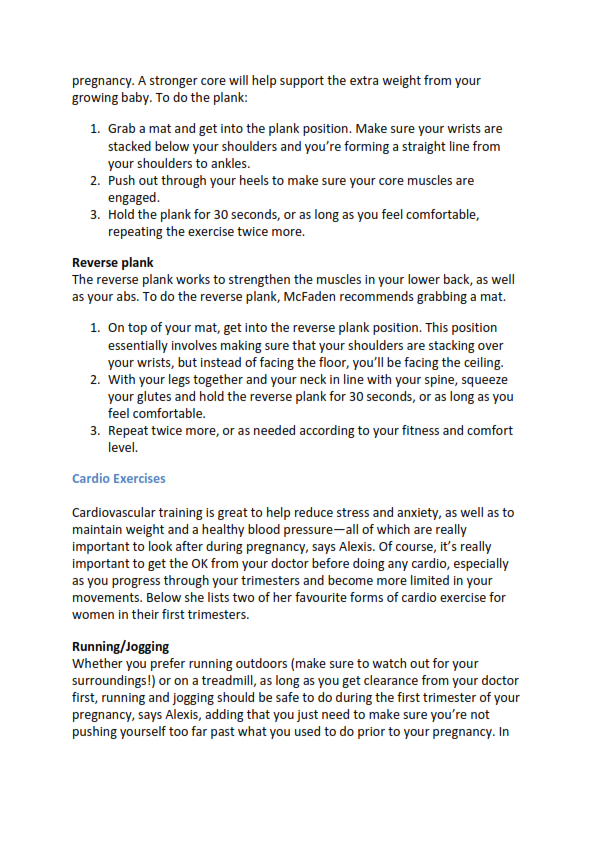 pregnancy. A stronger core will help support the extra weight from your
growing baby. To do the plank:
1. Grab a mat and get into the plank position. Make sure your wrists are
stacked below your shoulders and you’re forming a straight line from
your shoulders to ankles.
2. Push out through your heels to make sure your core muscles are
engaged.
3. Hold the plank for 30 seconds, or as long as you feel comfortable,
repeating the exercise twice more.
Reverse plank
The reverse plank works to strengthen the muscles in your lower back, as well
as your abs. To do the reverse plank, McFaden recommends grabbing a mat.
1. On top of your mat, get into the reverse plank position. This position
essentially involves making sure that your shoulders are stacking over
your wrists, but instead of facing the floor, you’ll be facing the ceiling.
2. With your legs together and your neck in line with your spine, squeeze
your glutes and hold the reverse plank for 30 seconds, or as long as you
feel comfortable.
3. Repeat twice more, or as needed according to your fitness and comfort
level.
Cardio Exercises
Cardiovascular training is great to help reduce stress and anxiety, as well as to
maintain weight and a healthy blood pressure—all of which are really
important to look after during pregnancy, says Alexis. Of course, it’s really
important to get the OK from your doctor before doing any cardio, especially
as you progress through your trimesters and become more limited in your
movements. Below she lists two of her favourite forms of cardio exercise for
women in their first trimesters.
Running/Jogging
Whether you prefer running outdoors (make sure to watch out for your
surroundings!) or on a treadmill, as long as you get clearance from your doctor
first, running and jogging should be safe to do during the first trimester of your
pregnancy, says Alexis, adding that you just need to make sure you’re not
pushing yourself too far past what you used to do prior to your pregnancy. In